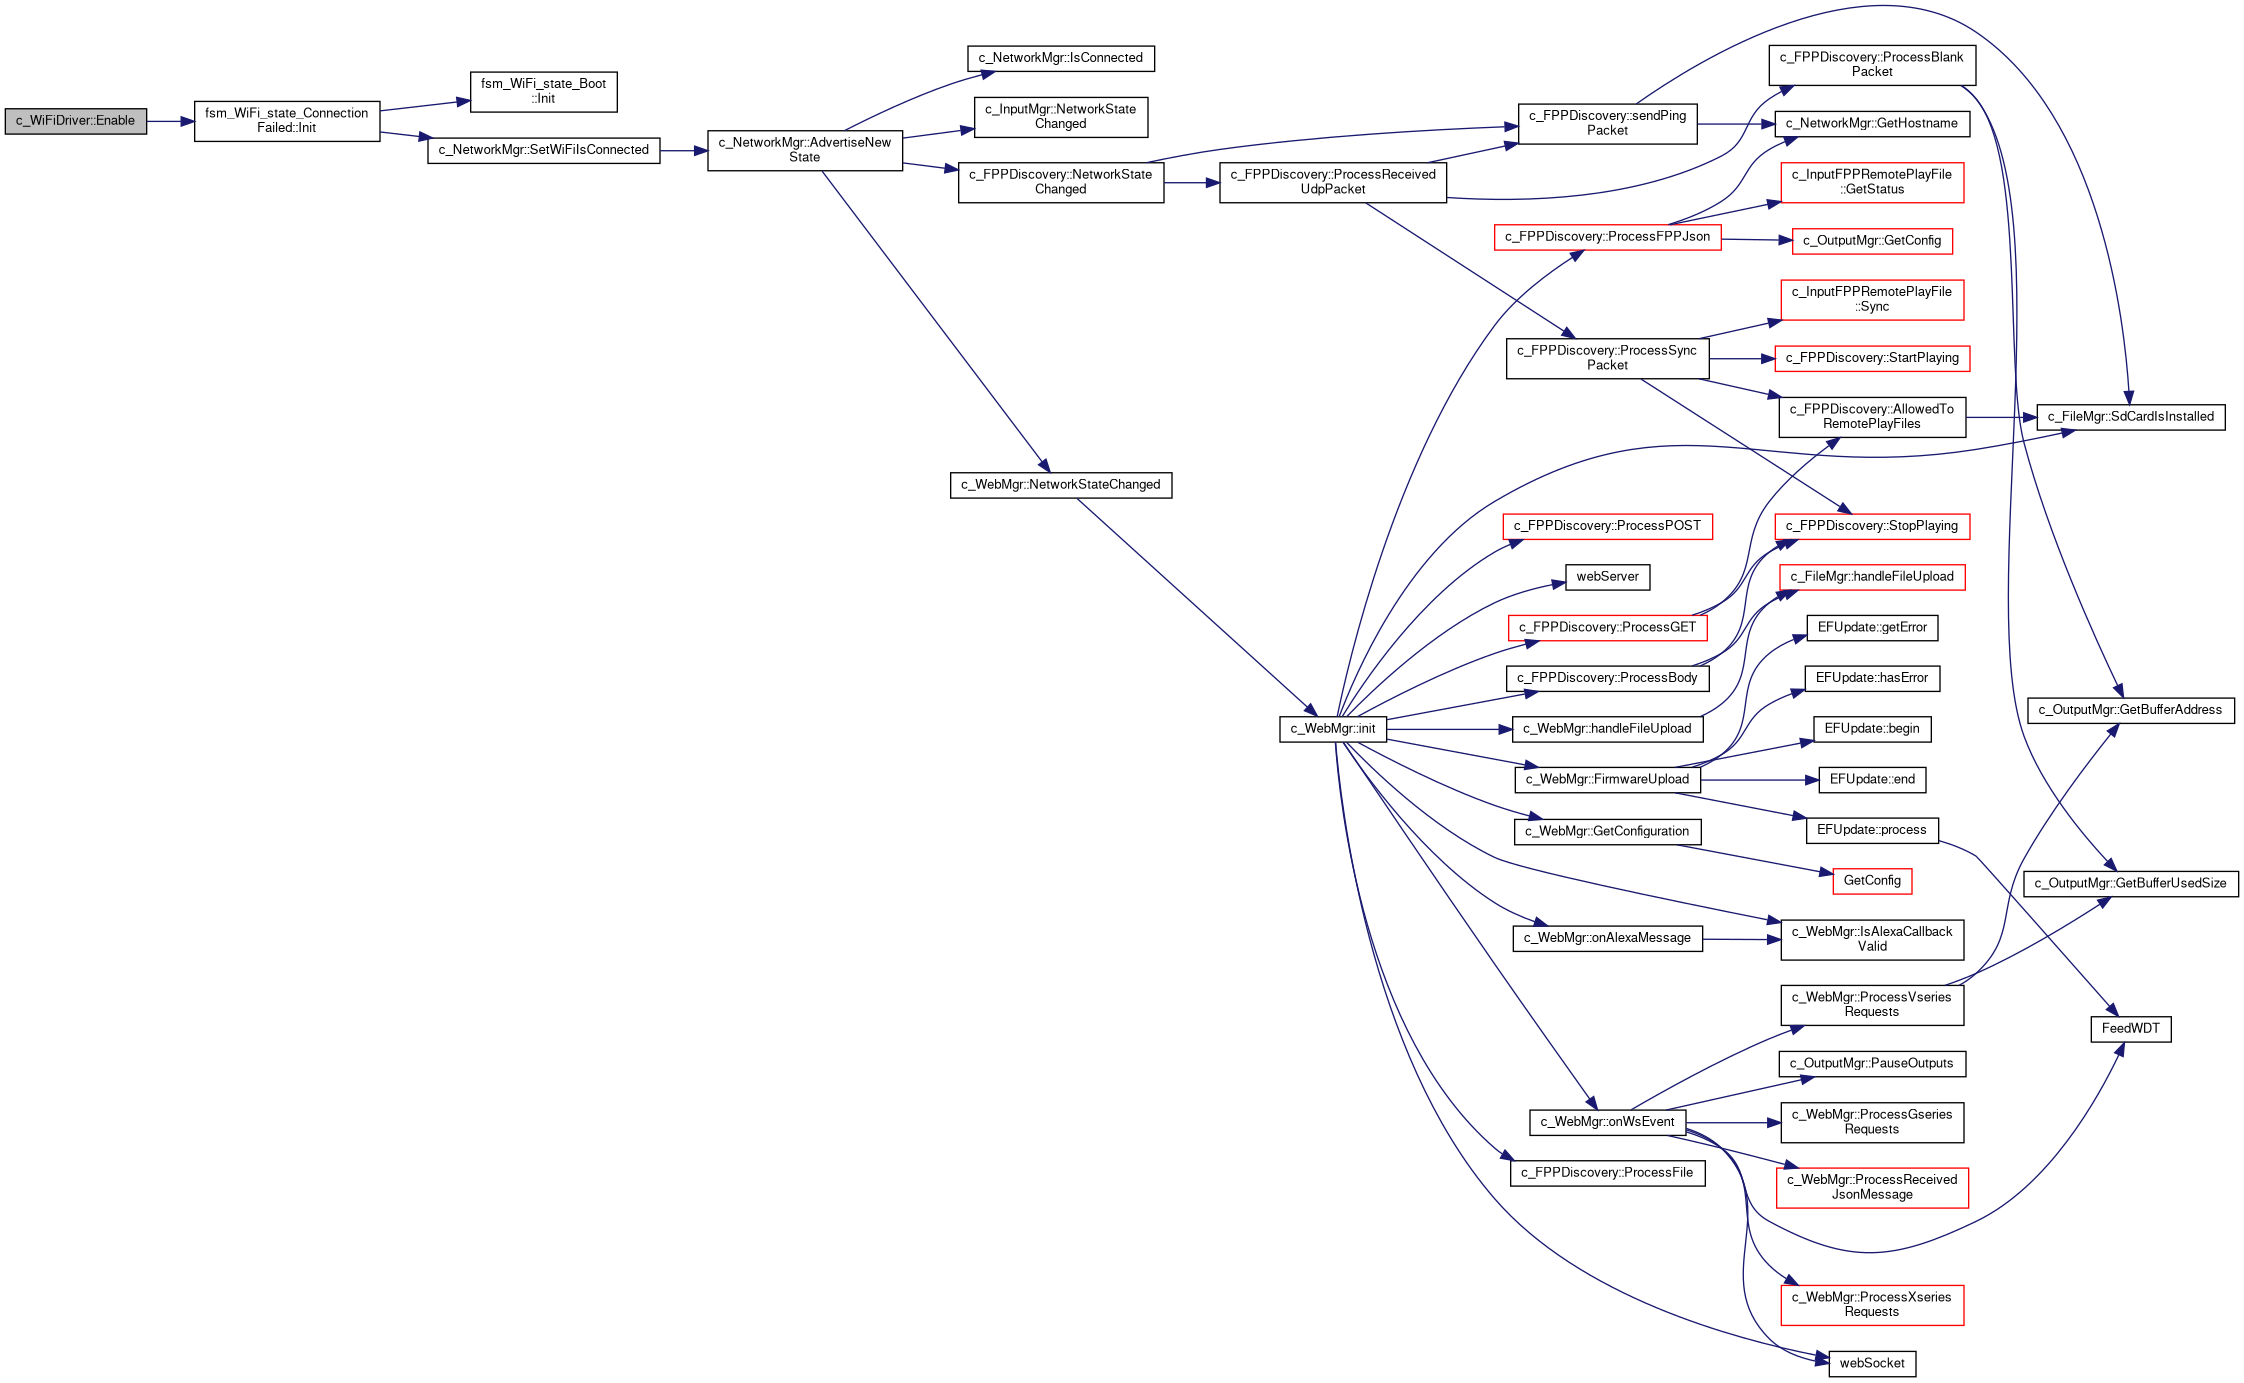 c_WiFiDriver::Enable
fsm_WiFi_state_Connection
Failed::Init
fsm_WiFi_state_Boot
::Init
c_NetworkMgr::SetWiFiIsConnected
c_NetworkMgr::AdvertiseNew
State
c_NetworkMgr::IsConnected
c_InputMgr::NetworkState
Changed
c_FPPDiscovery::NetworkState
Changed
c_WebMgr::NetworkStateChanged
c_FPPDiscovery::ProcessReceived
UdpPacket
c_WebMgr::init
c_FPPDiscovery::sendPing
Packet
c_FPPDiscovery::ProcessFPPJson
c_FPPDiscovery::ProcessSync
Packet
c_FPPDiscovery::ProcessPOST
webServer
c_FPPDiscovery::ProcessGET
c_FPPDiscovery::ProcessBody
c_WebMgr::handleFileUpload
c_WebMgr::FirmwareUpload
c_WebMgr::GetConfiguration
c_WebMgr::onAlexaMessage
c_WebMgr::onWsEvent
c_FPPDiscovery::ProcessFile
c_FPPDiscovery::ProcessBlank
Packet
c_NetworkMgr::GetHostname
c_InputFPPRemotePlayFile
::GetStatus
c_OutputMgr::GetConfig
c_InputFPPRemotePlayFile
::Sync
c_FPPDiscovery::StartPlaying
c_FPPDiscovery::AllowedTo
RemotePlayFiles
c_FPPDiscovery::StopPlaying
c_FileMgr::handleFileUpload
EFUpdate::getError
EFUpdate::hasError
EFUpdate::begin
EFUpdate::end
EFUpdate::process
GetConfig
c_WebMgr::IsAlexaCallback
Valid
c_WebMgr::ProcessVseries
Requests
c_OutputMgr::PauseOutputs
c_WebMgr::ProcessGseries
Requests
c_WebMgr::ProcessReceived
JsonMessage
c_WebMgr::ProcessXseries
Requests
webSocket
c_FileMgr::SdCardIsInstalled
c_OutputMgr::GetBufferAddress
c_OutputMgr::GetBufferUsedSize
FeedWDT